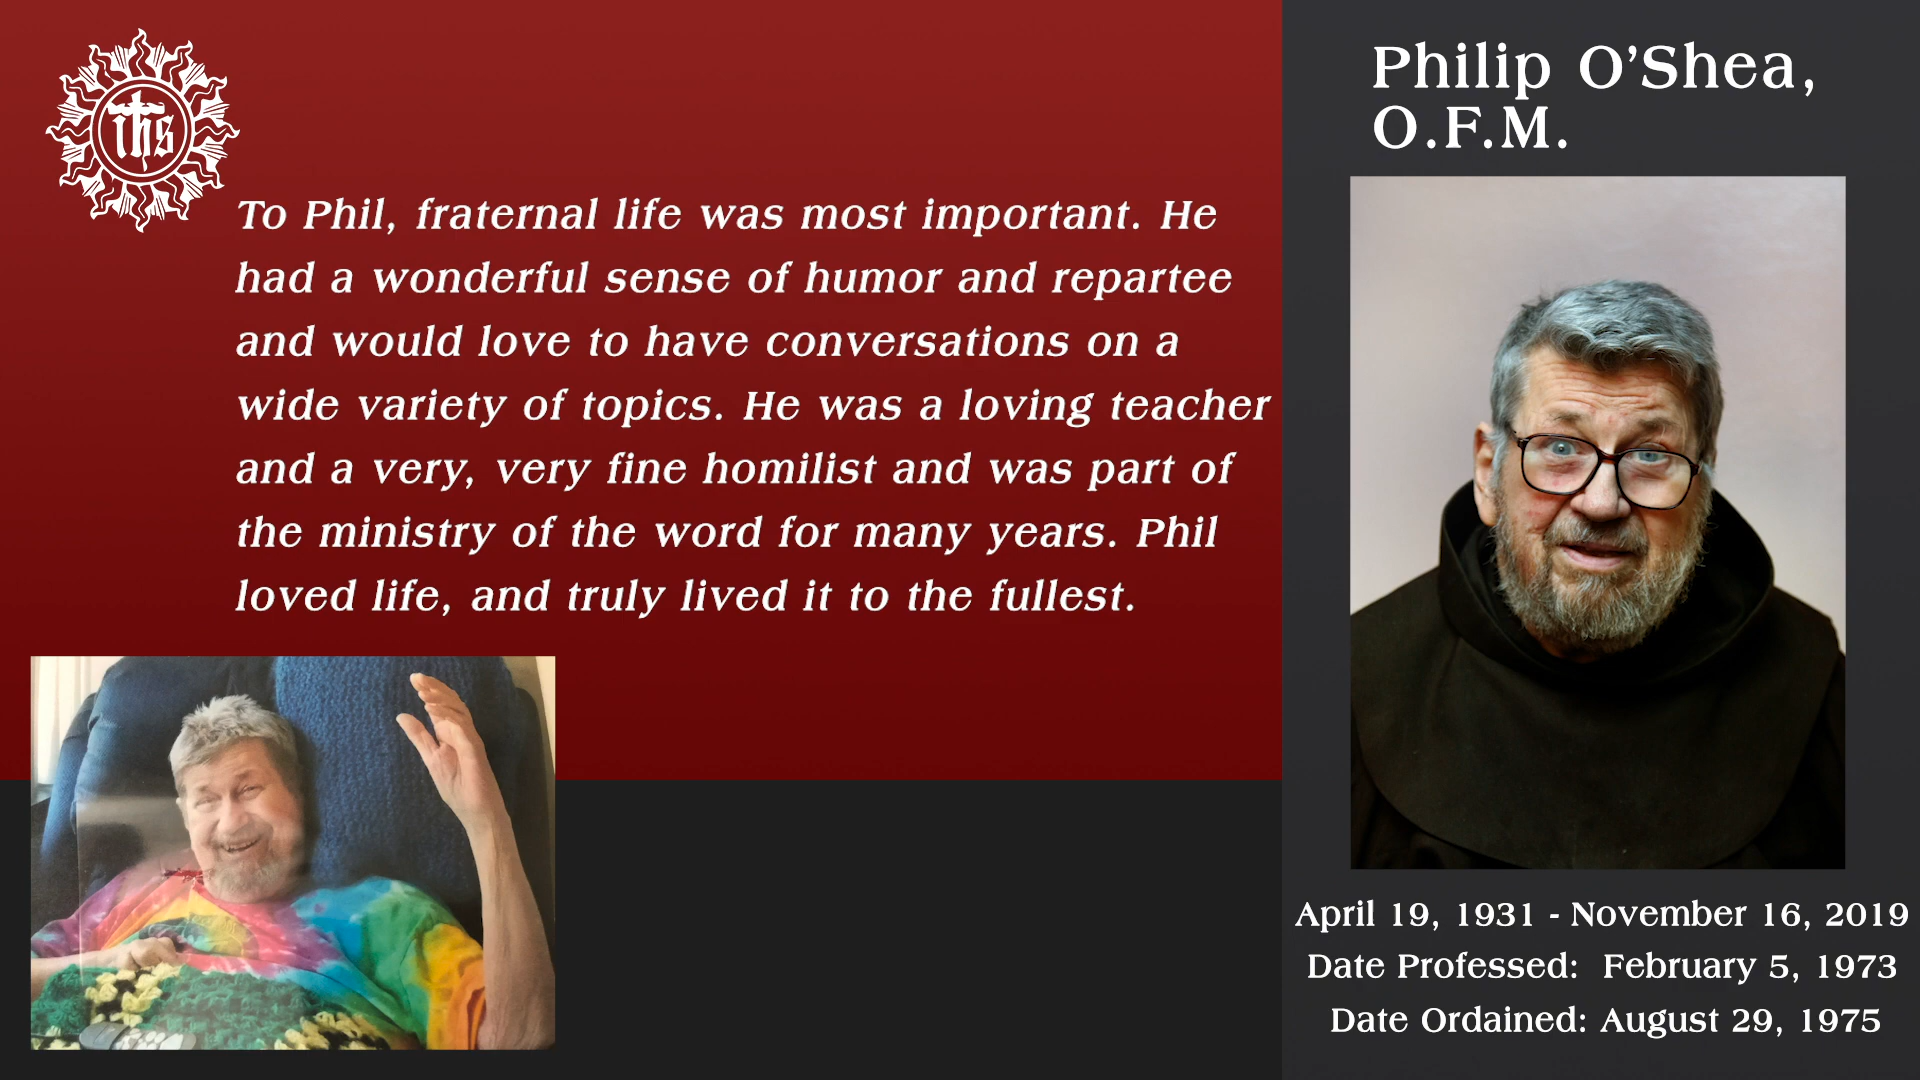 ihs
To Phil, fraternal life was most important. He
had a wonderful sense of humor and repartee
and would love to have conversations on a
wide variety of topics. He was a loving teacher
and a very, very fine homilist and was part of
the ministry of the word for many years. Phil
loved life, and truly lived it to the fullest.
Philip O’Shea,
O.F.M.
April 19, 1931 - November 16, 2019
Date Professed:  February 5, 1973
Date Ordained: August 29, 1975